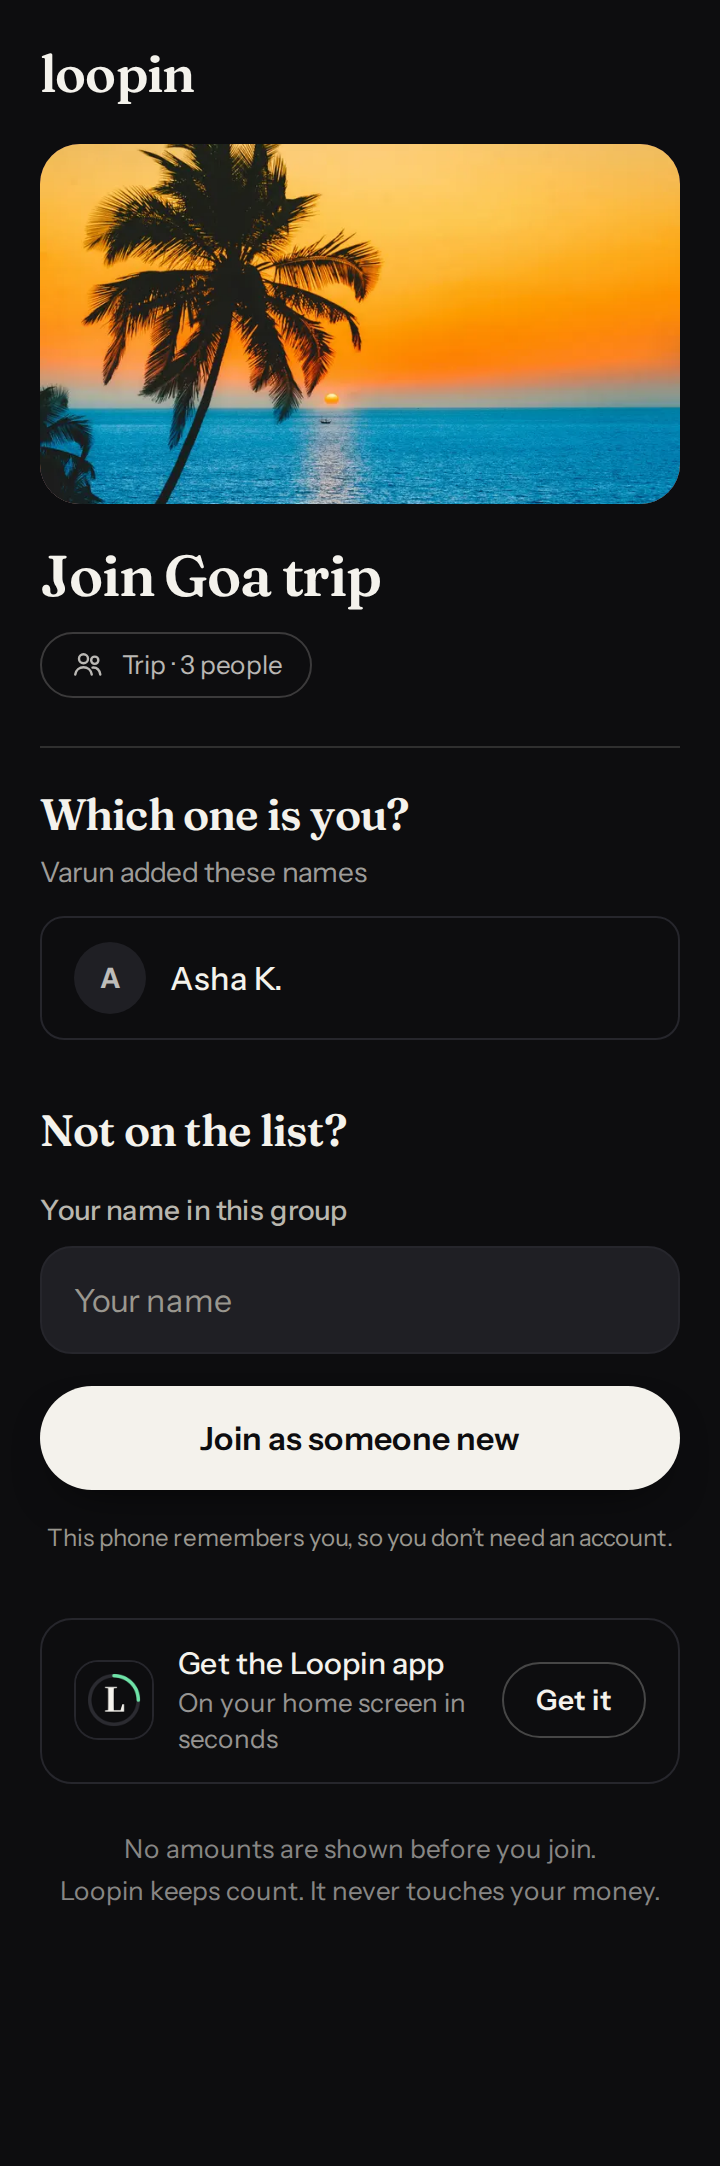 loopin
Join Goa trip
Trip · 3 people
Which one is you?
Varun added these names
A
Asha K.
Not on the list?
Your name in this group
Your name
Join as someone new
This phone remembers you, so you don’t need an account.
L
Get the Loopin app
On your home screen in
seconds
Get it
No amounts are shown before you join.
Loopin keeps count. It never touches your money.